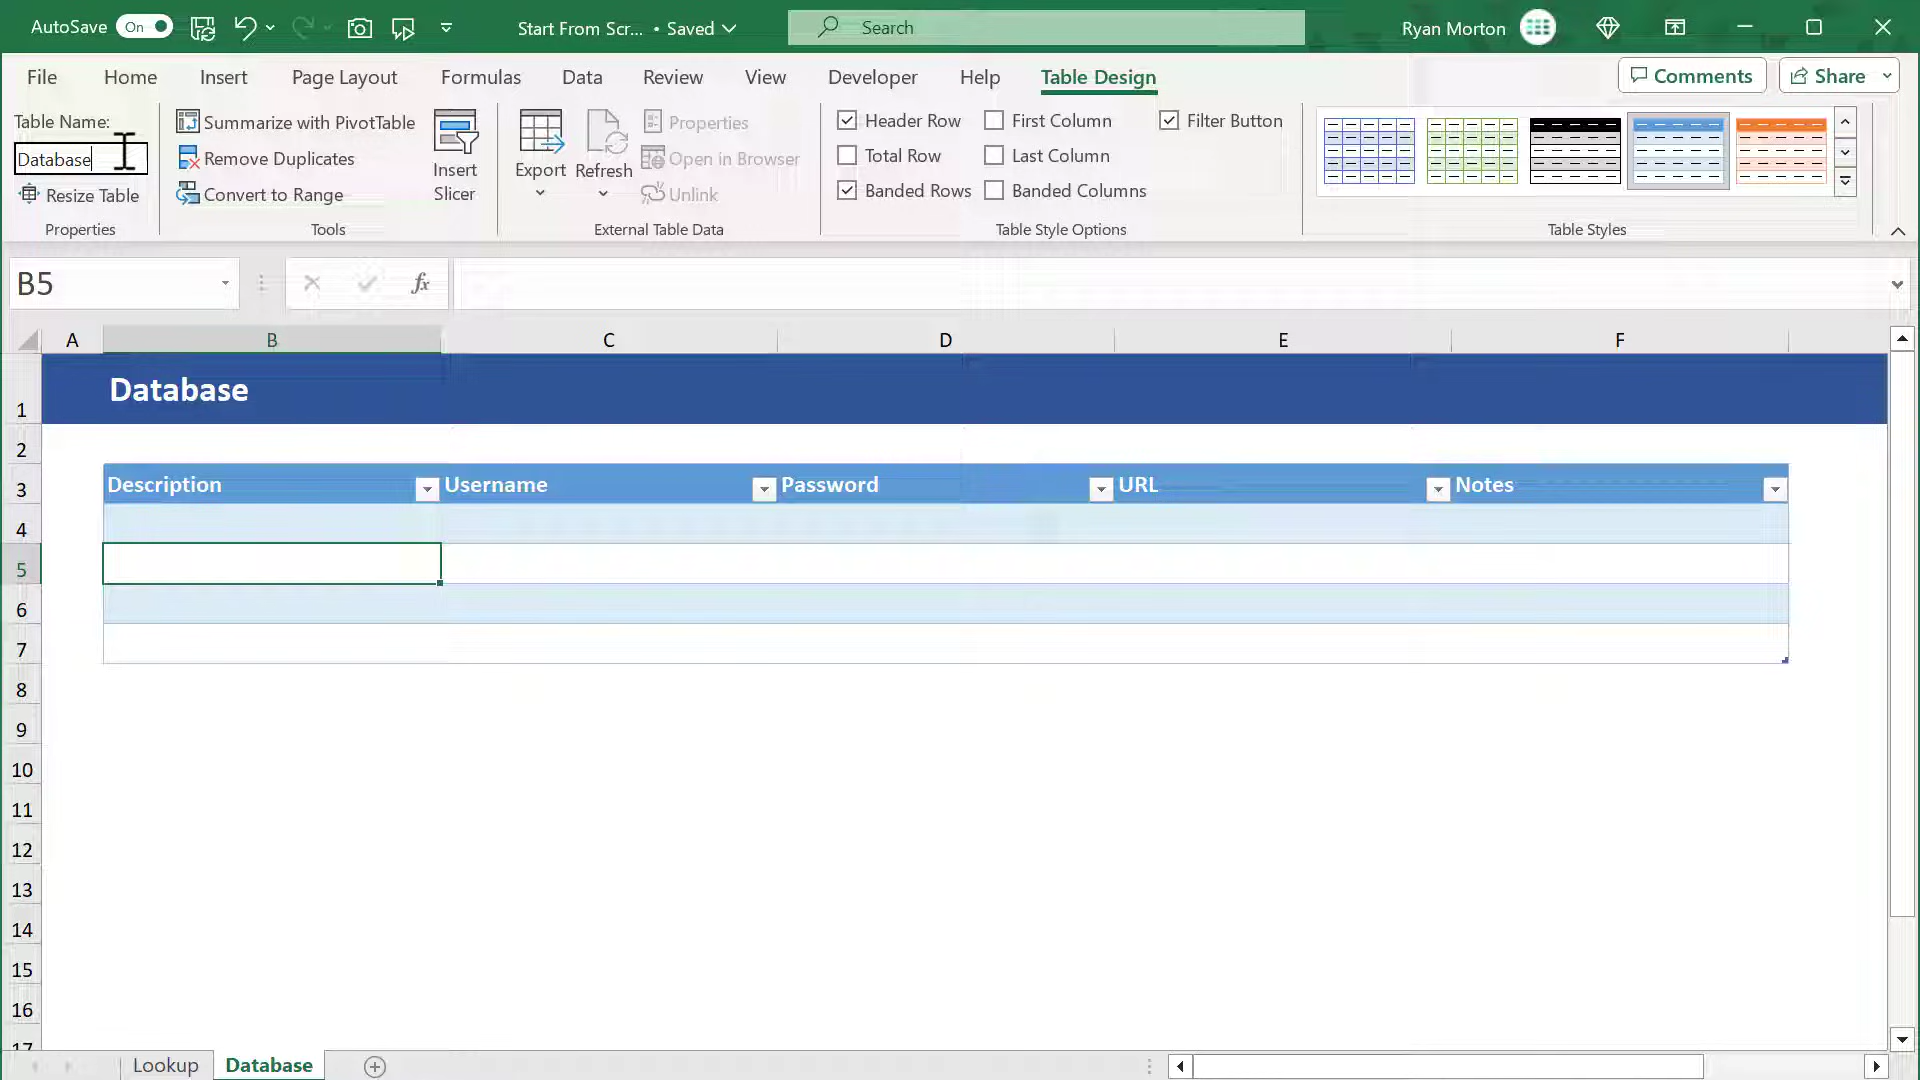 AutoSave On Start From Scr... • Saved Search Ryan Morton
File Home Insert Page Layout Formulas Data Review View Developer Help Table Design Comments Share
Table Name:
Database
Resize Table
Properties
Summarize with PivotTable
Remove Duplicates
Convert to Range
Tools
Insert
Slicer
Export
Refresh
Properties
Open in Browser
Unlink
External Table Data
Header Row First Column Filter Button
Total Row Last Column
Banded Rows Banded Columns
Table Style Options
Table Styles
B5 fx
A B C D E F
1 Database
2
3 Description Username Password URL Notes
4
5
6
7
8
9
10
11
12
13
14
15
16
17
Lookup Database